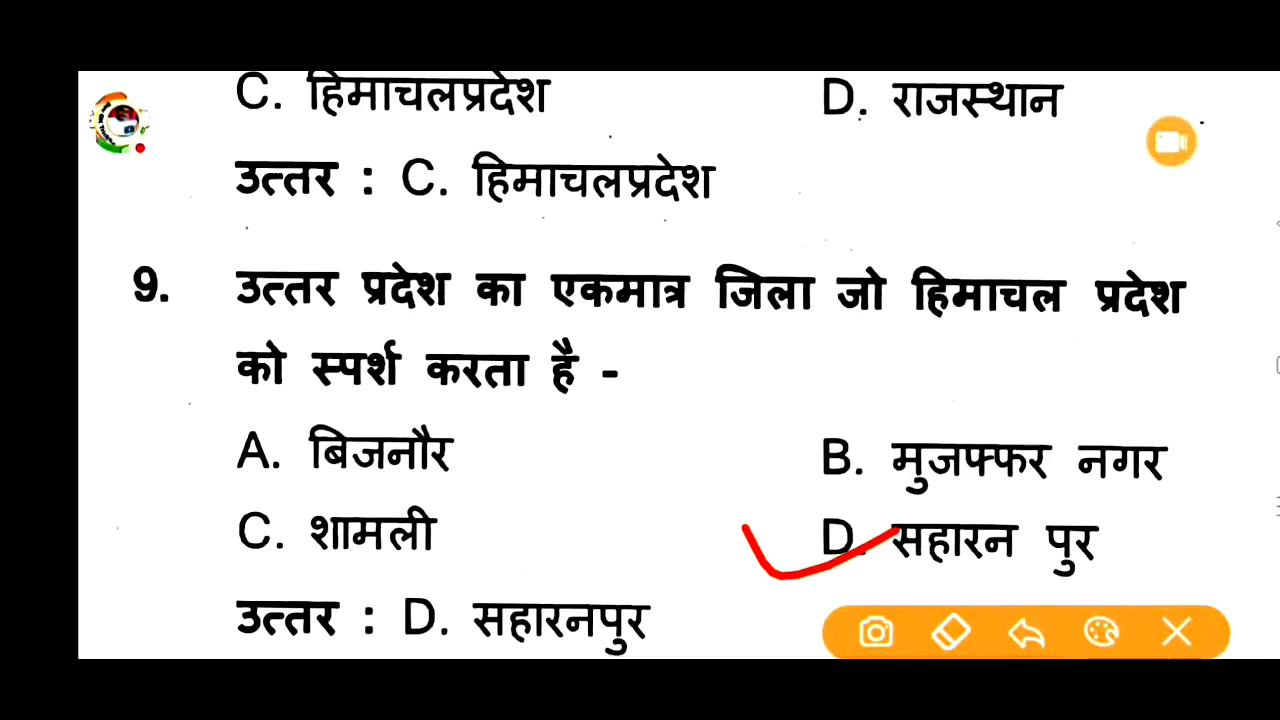 C. हिमाचलप्रदेश D. राजस्थान
उत्तर : C. हिमाचलप्रदेश
9. उत्तर प्रदेश का एकमात्र जिला जो हिमाचल प्रदेश
को स्पर्श करता है -
A. बिजनौर B. मुजफ्फर नगर
C. शामली D. सहारन पुर
उत्तर : D. सहारनपुर